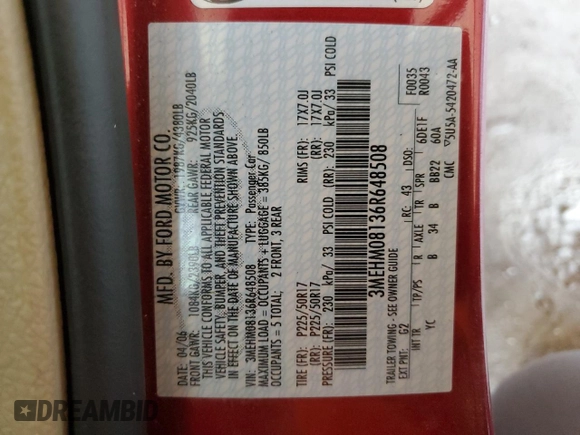 MFD. BY FORD MOTOR CO.
DATE: 04/06 GVWR: 1987KG/4380LB
FRONT GAWR: 1084KG/2390LB REAR GAWR: 925KG/2040LB
THIS VEHICLE CONFORMS TO ALL APPLICABLE FEDERAL MOTOR
VEHICLE SAFETY, BUMPER, AND THEFT PREVENTION STANDARDS
IN EFFECT ON THE DATE OF MANUFACTURE SHOWN ABOVE.
VIN: 3MEHM08136R648508 TYPE: Passenger Car
MAXIMUM LOAD = OCCUPANTS + LUGGAGE = 385KG/ 850LB
OCCUPANTS = 5 TOTAL: 2 FRONT, 3 REAR
TIRE (FR): P225/50R17 RIMS (FR): 17X7.0J
(RR): P225/50R17 (RR): 17X7.0J
PRESSURE (FR): 230 kPa/ 33 PSI COLD (RR): 230 kPa/ 33 PSI COLD
3MEHM08136R648508
TRAILER TOWING - SEE OWNER GUIDE F0035
R0043
EXT PNT: G2 RC: 43 DSO: 6DETF
INT TR TP/PS R AXLE TR SPR 60A
YC B 34 B BB22
CMC 5U5A-5420472-AA
DREAMBID